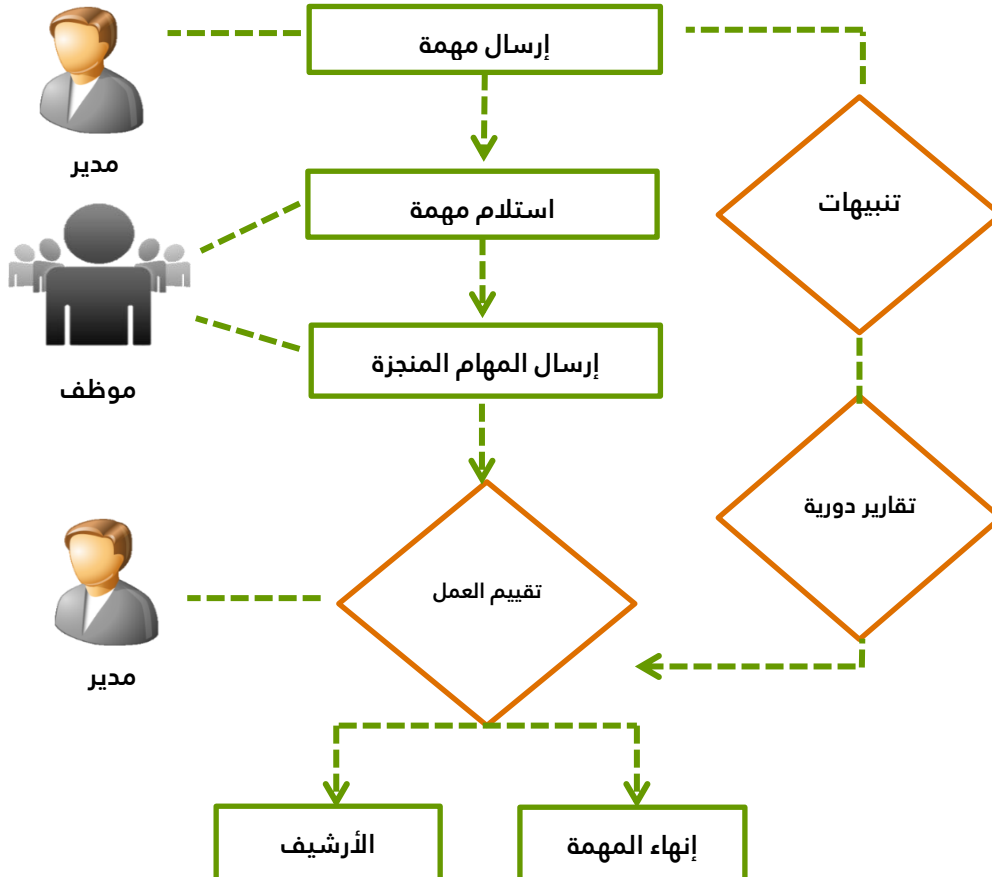 إرسال مهمة
مدير
تنبيهات
استلام مهمة
إرسال المهام المنجزة
موظف
تقارير دورية
تقييم العمل
مدير
إنهاء المهمة
الأرشيف